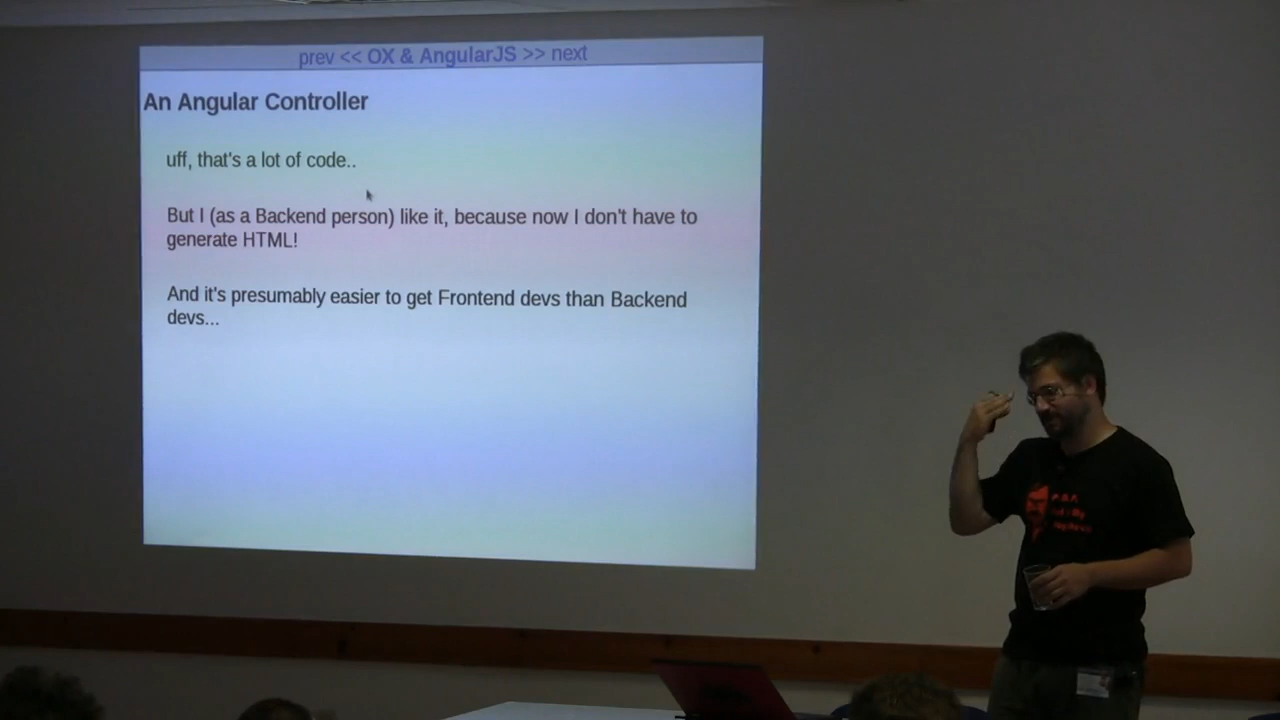 prev << OX & AngularJS >> next
An Angular Controller
uff, that's a lot of code..
But I (as a Backend person) like it, because now I don't have to
generate HTML!
And it's presumably easier to get Frontend devs than Backend
devs...